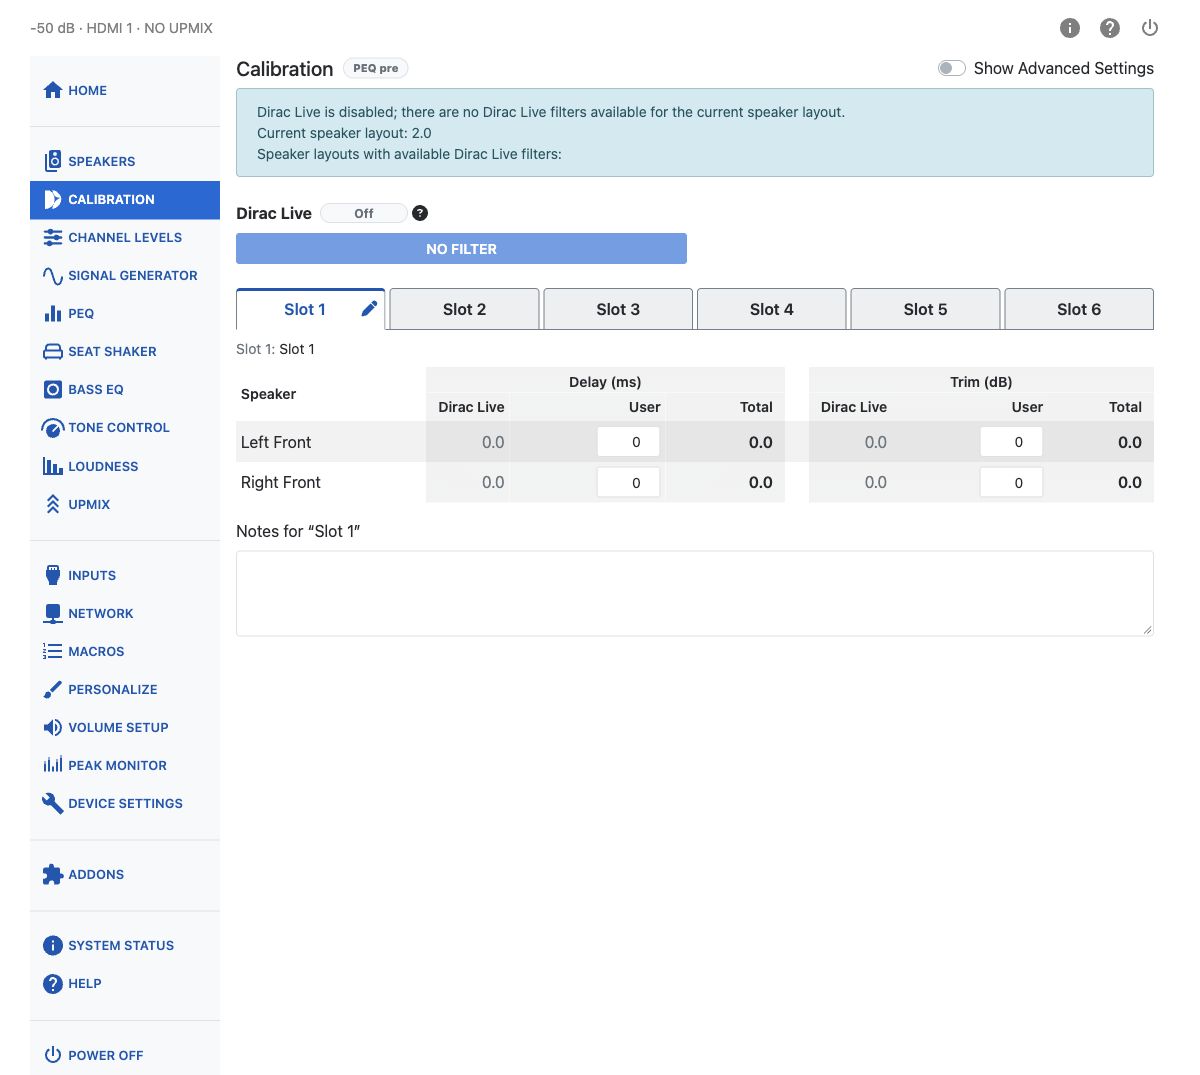 -50 dB · HDMI 1 · NO UPMIX
HOME
SPEAKERS
CALIBRATION
CHANNEL LEVELS
SIGNAL GENERATOR
PEQ
SEAT SHAKER
BASS EQ
TONE CONTROL
LOUDNESS
UPMIX
INPUTS
NETWORK
MACROS
PERSONALIZE
VOLUME SETUP
PEAK MONITOR
DEVICE SETTINGS
ADDONS
SYSTEM STATUS
HELP
POWER OFF
Calibration PEQ pre Show Advanced Settings
Dirac Live is disabled; there are no Dirac Live filters available for the current speaker layout.
Current speaker layout: 2.0
Speaker layouts with available Dirac Live filters:
Dirac Live Off ?
NO FILTER
Slot 1 Slot 2 Slot 3 Slot 4 Slot 5 Slot 6
Slot 1: Slot 1
Speaker Delay (ms) Trim (dB)
Dirac Live User Total Dirac Live User Total
Left Front 0.0 0 0.0 0.0 0 0.0
Right Front 0.0 0 0.0 0.0 0 0.0
Notes for “Slot 1”